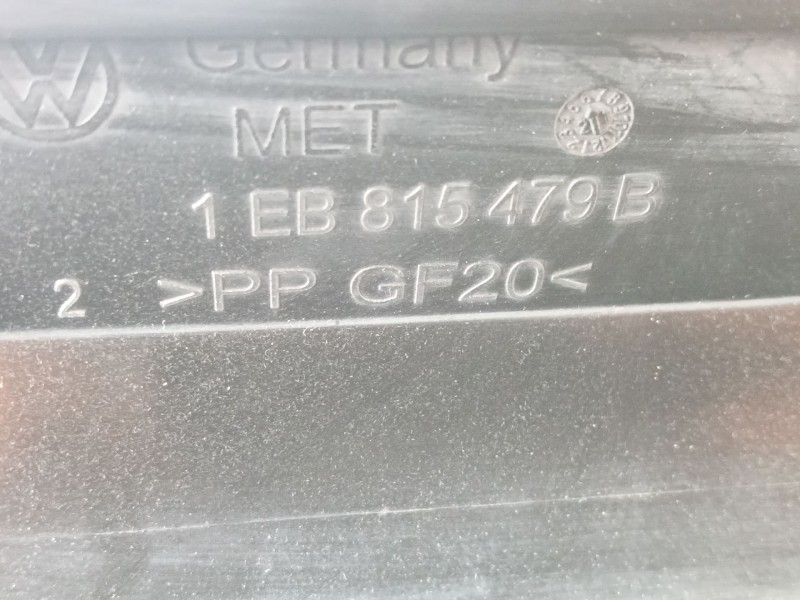 Germany
MET
1 EB 815 479 B
2 >PP GF20<